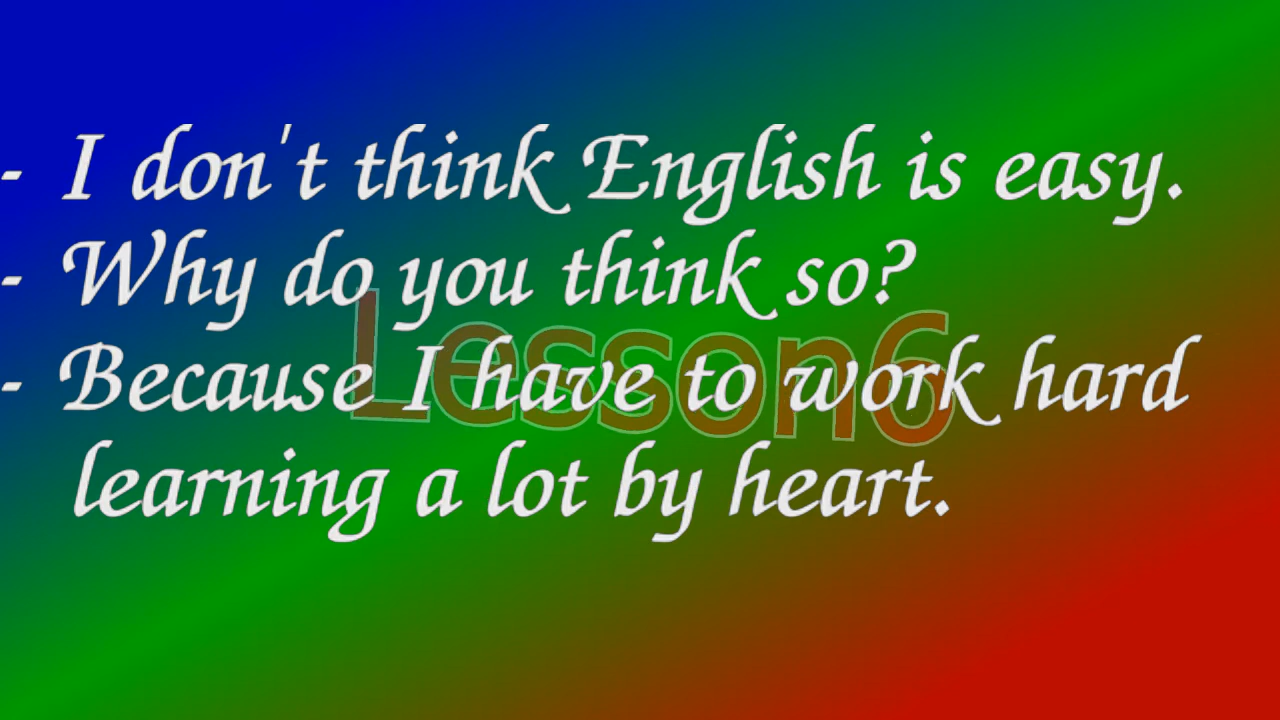 - I don't think English is easy.
- Why do you think so?
Lesson6
- Because I have to work hard
learning a lot by heart.